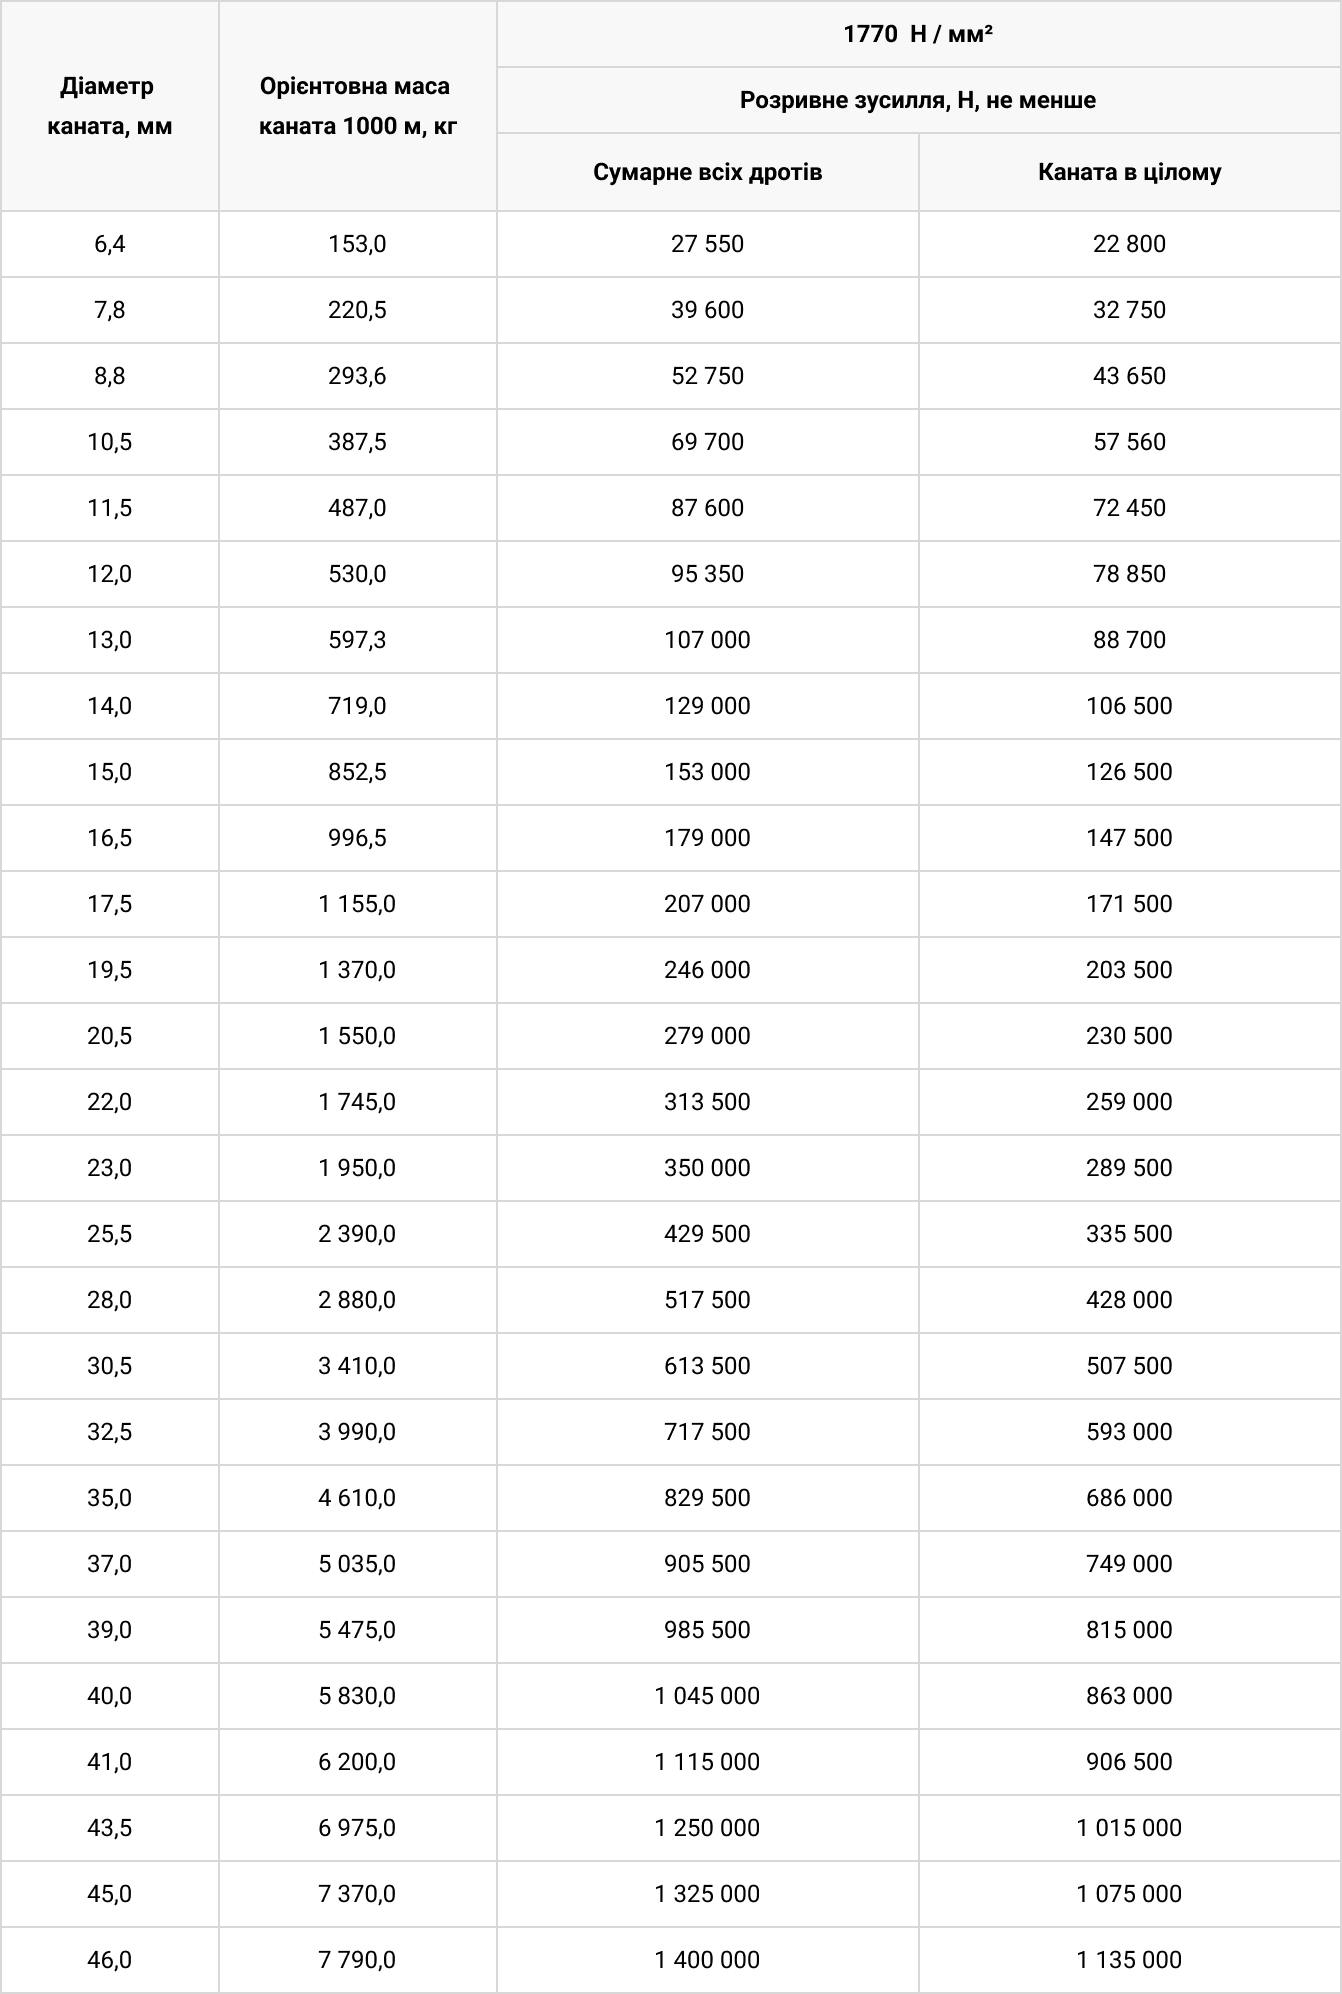 Діаметр
каната, мм
Орієнтовна маса
каната 1000 м, кг
1770 Н / мм²
Розривне зусилля, Н, не менше
Сумарне всіх дротів Каната в цілому
6,4 153,0 27 550 22 800
7,8 220,5 39 600 32 750
8,8 293,6 52 750 43 650
10,5 387,5 69 700 57 560
11,5 487,0 87 600 72 450
12,0 530,0 95 350 78 850
13,0 597,3 107 000 88 700
14,0 719,0 129 000 106 500
15,0 852,5 153 000 126 500
16,5 996,5 179 000 147 500
17,5 1 155,0 207 000 171 500
19,5 1 370,0 246 000 203 500
20,5 1 550,0 279 000 230 500
22,0 1 745,0 313 500 259 000
23,0 1 950,0 350 000 289 500
25,5 2 390,0 429 500 335 500
28,0 2 880,0 517 500 428 000
30,5 3 410,0 613 500 507 500
32,5 3 990,0 717 500 593 000
35,0 4 610,0 829 500 686 000
37,0 5 035,0 905 500 749 000
39,0 5 475,0 985 500 815 000
40,0 5 830,0 1 045 000 863 000
41,0 6 200,0 1 115 000 906 500
43,5 6 975,0 1 250 000 1 015 000
45,0 7 370,0 1 325 000 1 075 000
46,0 7 790,0 1 400 000 1 135 000